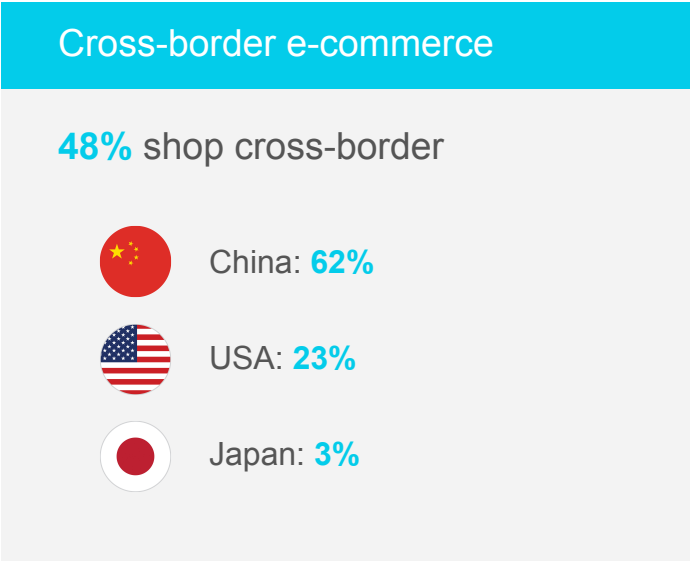 Cross-border e-commerce
48% shop cross-border
China: 62%
USA: 23%
Japan: 3%